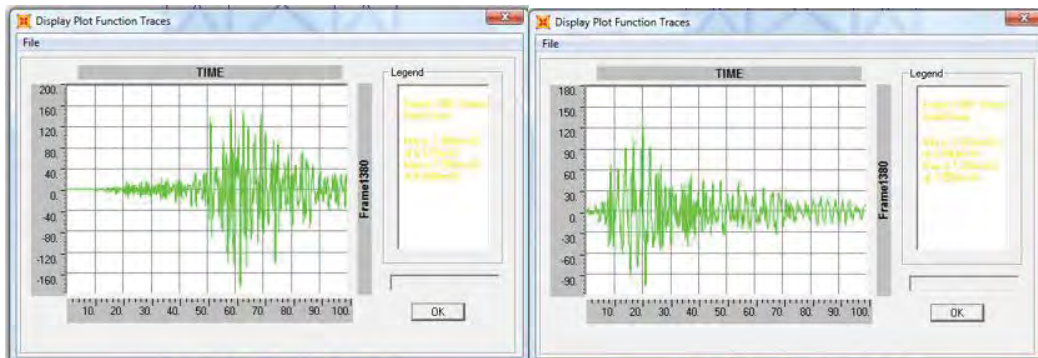 Display Plot Function Traces
File
TIME
Legend
200.
160.
120.
80.
40.
0.
-40.
-80.
-120.
-160.
Frame1380
10. 20. 30. 40. 50. 60. 70. 80. 90. 100.
OK
Display Plot Function Traces
File
TIME
Legend
180.
150.
120.
90.
60.
30.
0.
-30.
-60.
-90.
Frame1380
10. 20. 30. 40. 50. 60. 70. 80. 90. 100.
OK